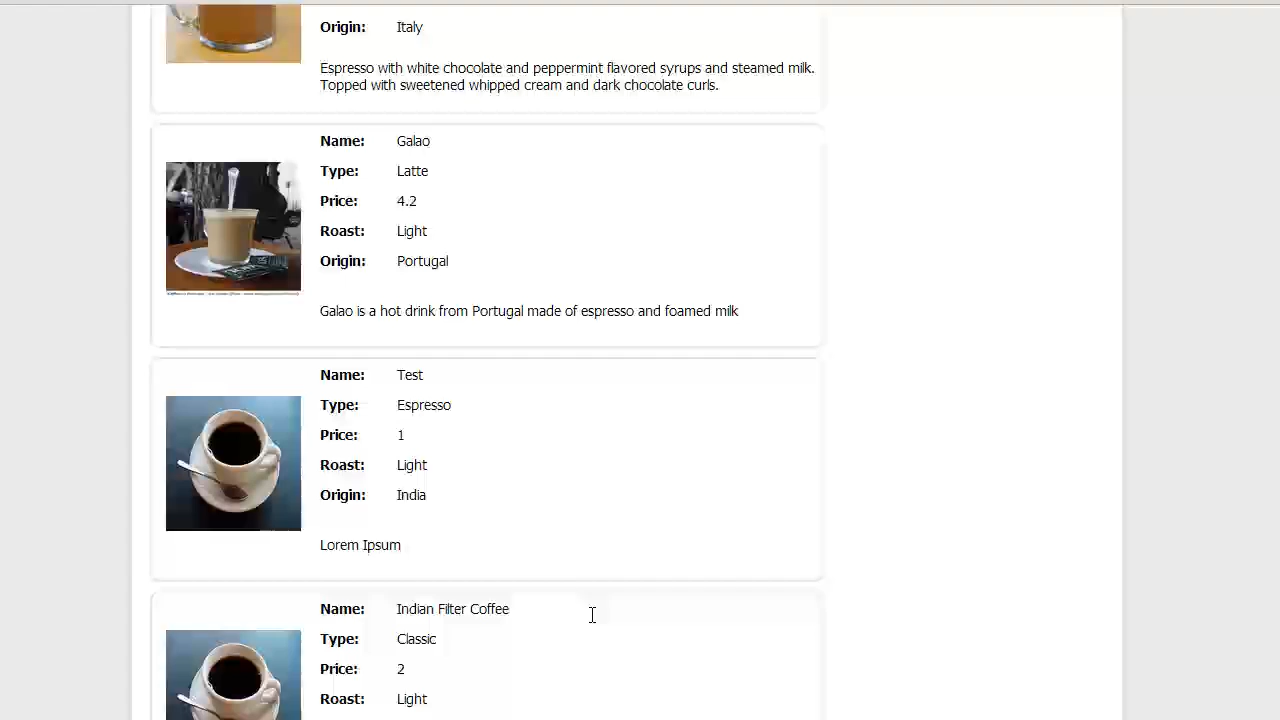 Origin: Italy
Espresso with white chocolate and peppermint flavored syrups and steamed milk.
Topped with sweetened whipped cream and dark chocolate curls.
Name: Galao
Type: Latte
Price: 4.2
Roast: Light
Origin: Portugal
Galao is a hot drink from Portugal made of espresso and foamed milk
Name: Test
Type: Espresso
Price: 1
Roast: Light
Origin: India
Lorem Ipsum
Name: Indian Filter Coffee
Type: Classic
Price: 2
Roast: Light